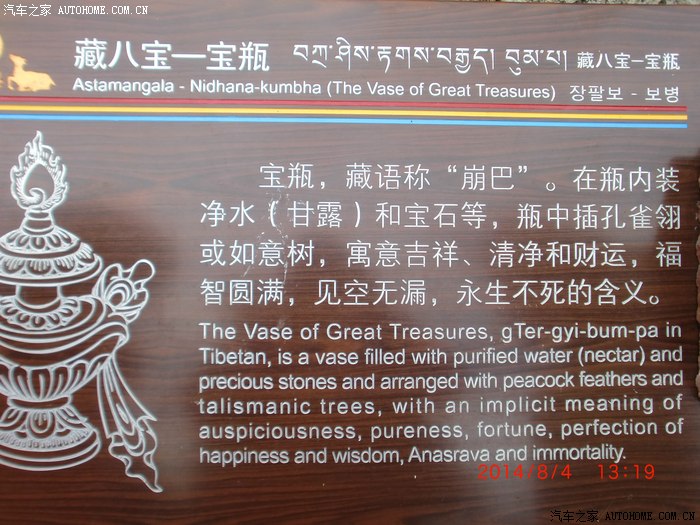 汽车之家 AUTOHOME.COM.CN
藏八宝—宝瓶 བཀྲ་ཤིས་རྟགས་བརྒྱད། བུམ་པ། 藏八宝一宝瓶
Astamangala - Nidhana-kumbha (The Vase of Great Treasures) 장팔보 - 보병
宝瓶，藏语称“崩巴”。在瓶内装
净水（甘露）和宝石等，瓶中插孔雀翎
或如意树，寓意吉祥、清净和财运，福
智圆满，见空无漏，永生不死的含义。
The Vase of Great Treasures, gTer-gyi-bum-pa in
Tibetan, is a vase filled with purified water (nectar) and
precious stones and arranged with peacock feathers and
talismanic trees, with an implicit meaning of
auspiciousness, pureness, fortune, perfection of
happiness and wisdom, Anasrava and immortality.
2014/8/4 13:19
汽车之家 AUTOHOME.COM.CN